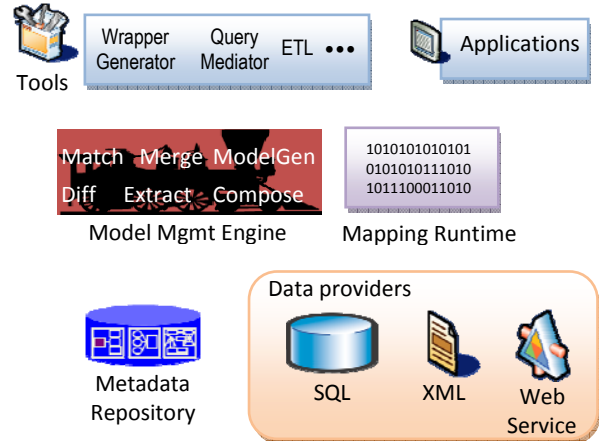 Wrapper Generator
Query Mediator
ETL •••
Tools
Applications
Match Merge ModelGen
Diff Extract Compose
Model Mgmt Engine
1010101010101
0101010111010
1011100011010
Mapping Runtime
Metadata
Repository
Data providers
SQL
XML
Web
Service